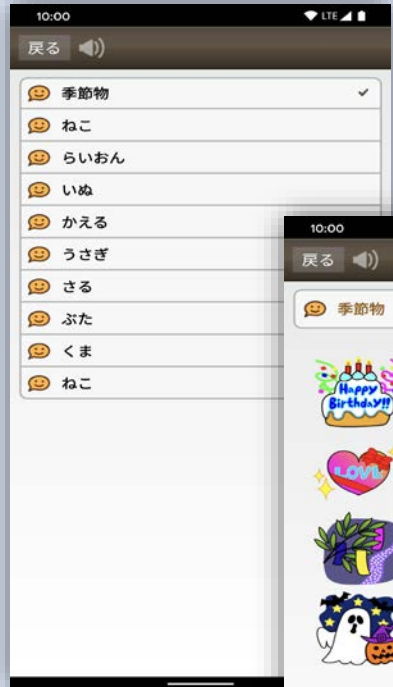 10:00 LTE
戻る
季節物
ねこ
らいおん
いぬ
かえる
うさぎ
さる
ぶた
くま
ねこ
10:00
戻る
季節物
Happy
Birthday!!
LOVE